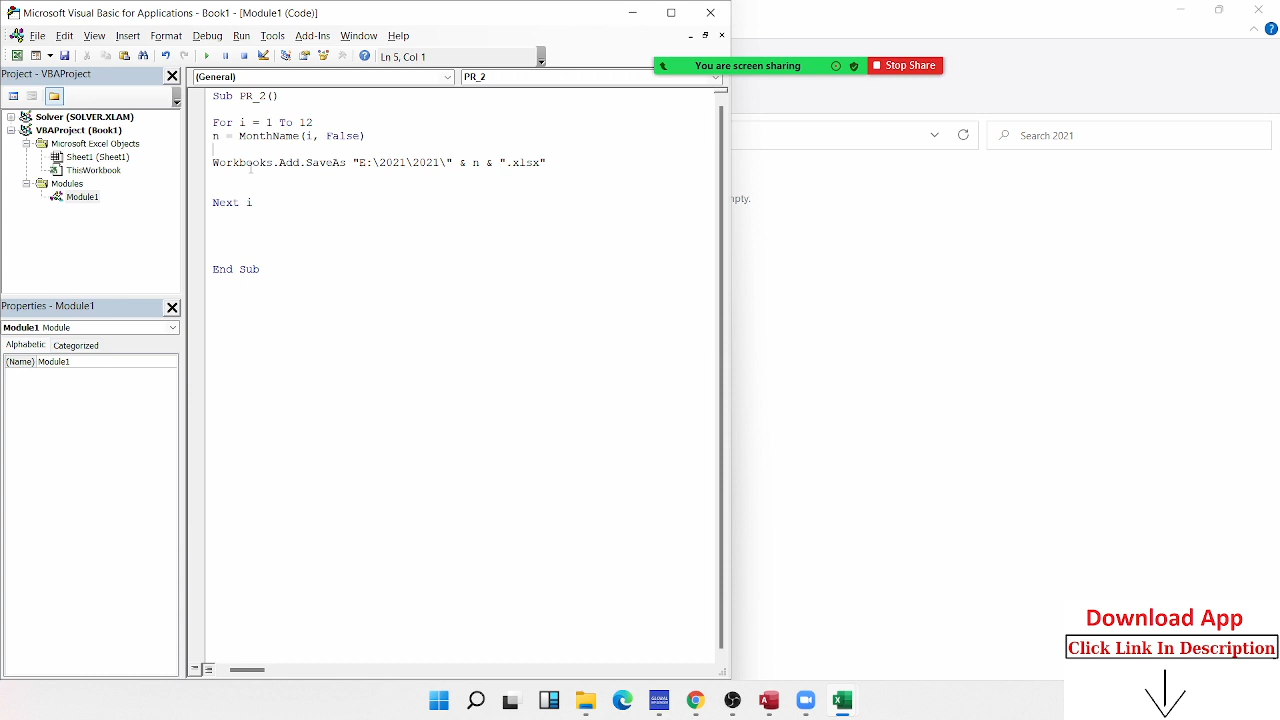 Microsoft Visual Basic for Applications - Book1 - [Module1 (Code)]
File Edit View Insert Format Debug Run Tools Add-Ins Window Help
Ln 5, Col 1
You are screen sharing
Stop Share
Project - VBAProject
(General)
PR_2
Solver (SOLVER.XLAM)
VBAProject (Book1)
Microsoft Excel Objects
Sheet1 (Sheet1)
ThisWorkbook
Modules
Module1
Sub PR_2()
For i = 1 To 12
n = MonthName(i, False)
Workbooks.Add.SaveAs "E:\2021\2021\" & n & ".xlsx"
Next i
End Sub
Search 2021
Properties - Module1
Module1 Module
Alphabetic Categorized
(Name) Module1
Download App
Click Link In Description